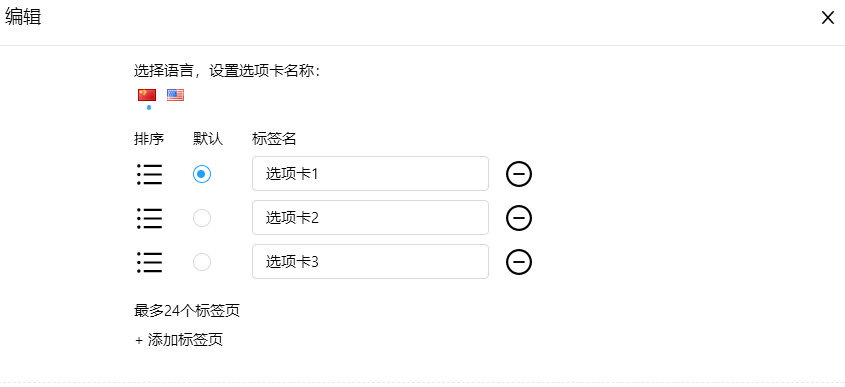 编辑
选择语言，设置选项卡名称：
排序 默认 标签名
选项卡1
选项卡2
选项卡3
最多24个标签页
+ 添加标签页